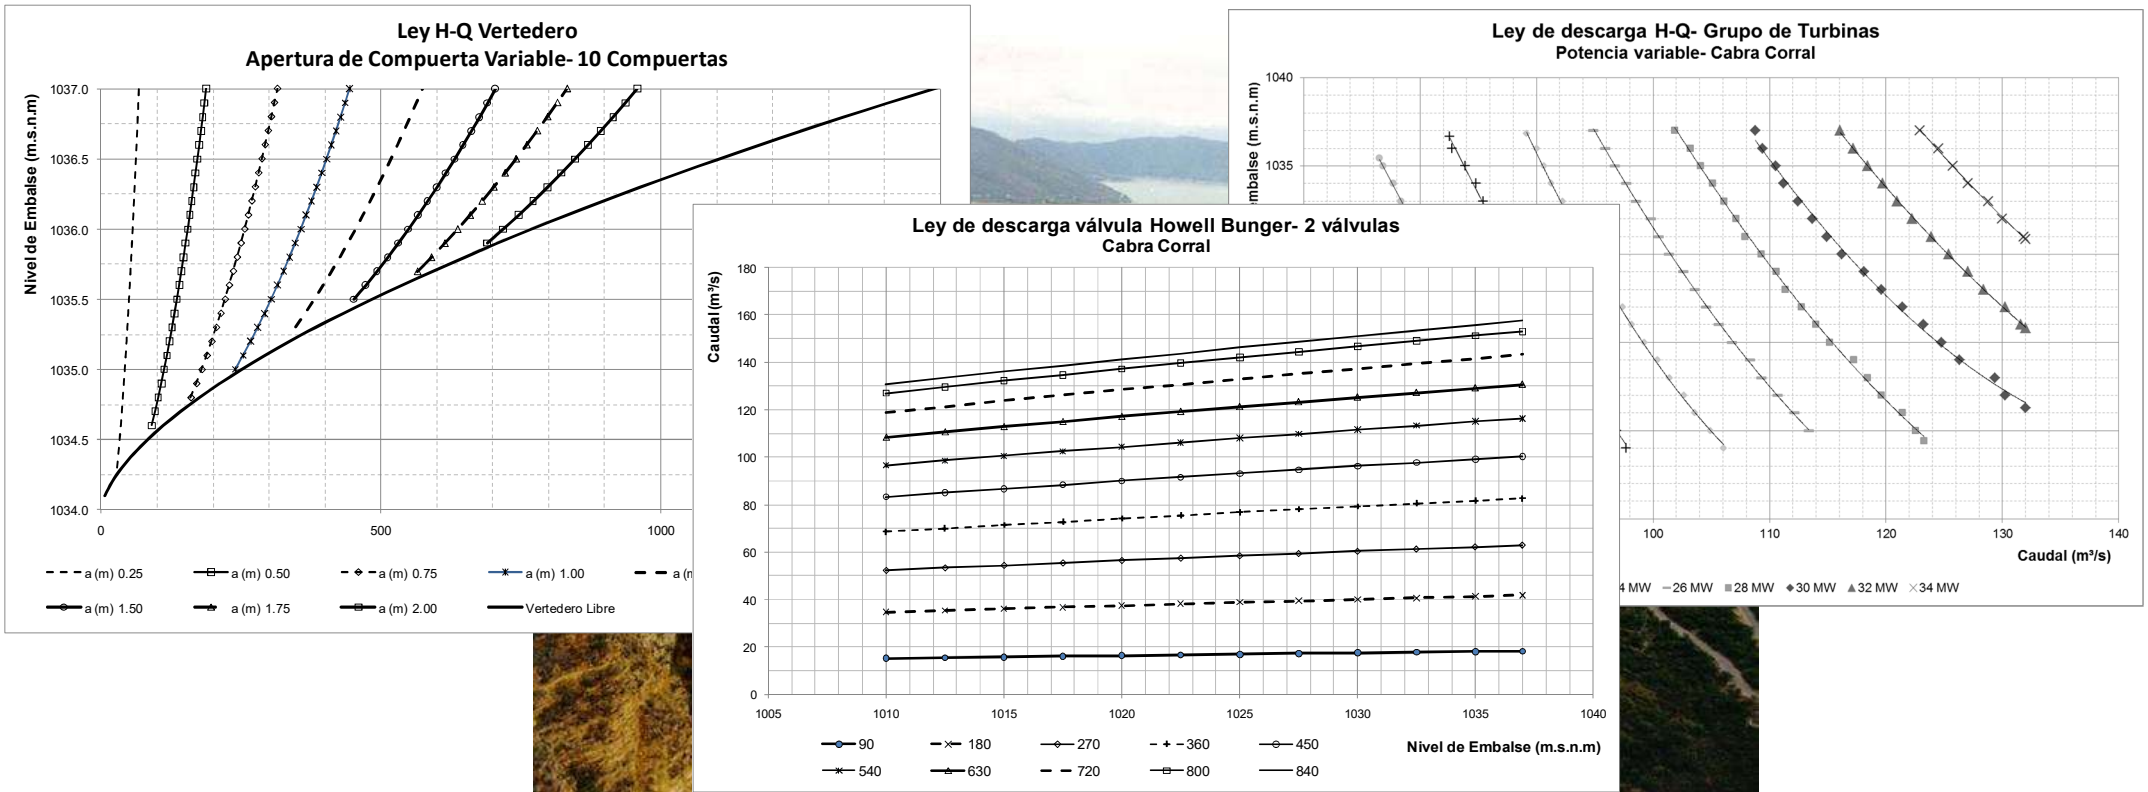 Ley H-Q Vertedero
Apertura de Compuerta Variable- 10 Compuertas
Nivel de Embalse (m.s.n.m)
1037.0
1036.5
1036.0
1035.5
1035.0
1034.5
1034.0
0
500
1000
a (m) 0.25
a (m) 0.50
a (m) 0.75
a (m) 1.00
a (m) 1.50
a (m) 1.75
a (m) 2.00
Vertedero Libre
Ley de descarga H-Q- Grupo de Turbinas
Potencia variable- Cabra Corral
embalse (m.s.n.m)
1040
1035
100
110
120
130
140
Caudal (m³/s)
4 MW
26 MW
28 MW
30 MW
32 MW
34 MW
Ley de descarga válvula Howell Bunger- 2 válvulas
Cabra Corral
Caudal (m³/s)
180
160
140
120
100
80
60
40
20
0
1005
1010
1015
1020
1025
1030
1035
1040
Nivel de Embalse (m.s.n.m)
90
180
270
360
450
540
630
720
800
840